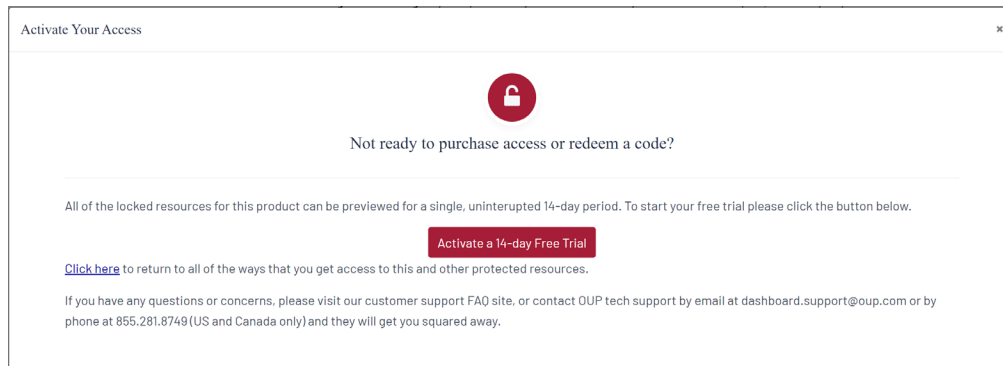 Activate Your Access
×
Not ready to purchase access or redeem a code?
All of the locked resources for this product can be previewed for a single, uninterupted 14-day period. To start your free trial please click the button below.
Activate a 14-day Free Trial
Click here to return to all of the ways that you get access to this and other protected resources.
If you have any questions or concerns, please visit our customer support FAQ site, or contact OUP tech support by email at dashboard.support@oup.com or by
phone at 855.281.8749 (US and Canada only) and they will get you squared away.